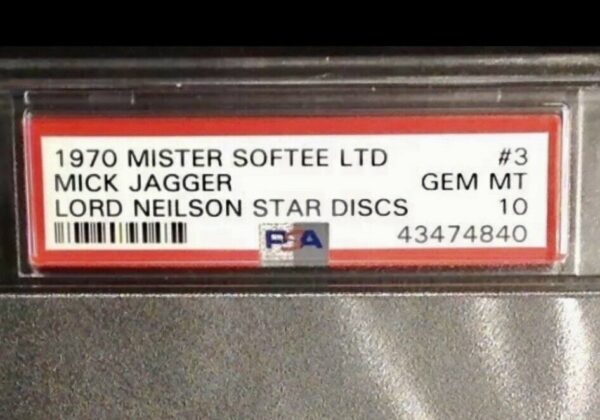 1970 MISTER SOFTEE LTD #3
MICK JAGGER GEM MT
LORD NEILSON STAR DISCS 10
PSA 43474840